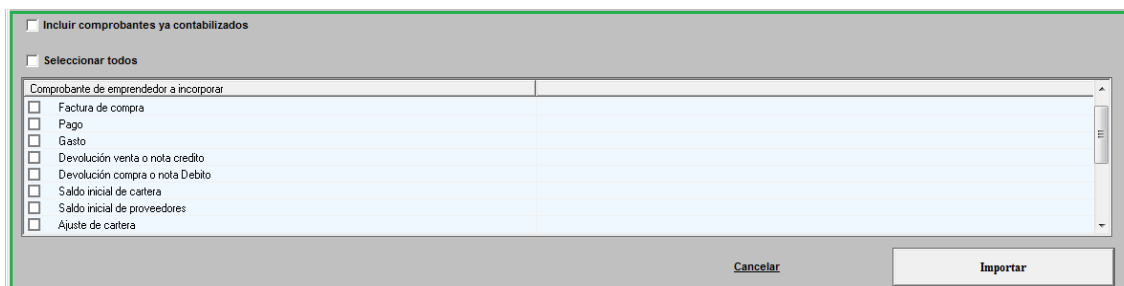 Incluir comprobantes ya contabilizados
Seleccionar todos
Comprobante de emprendedor a incorporar
Factura de compra
Pago
Gasto
Devolución venta o nota credito
Devolución compra o nota Debito
Saldo inicial de cartera
Saldo inicial de proveedores
Ajuste de cartera
Cancelar Importar